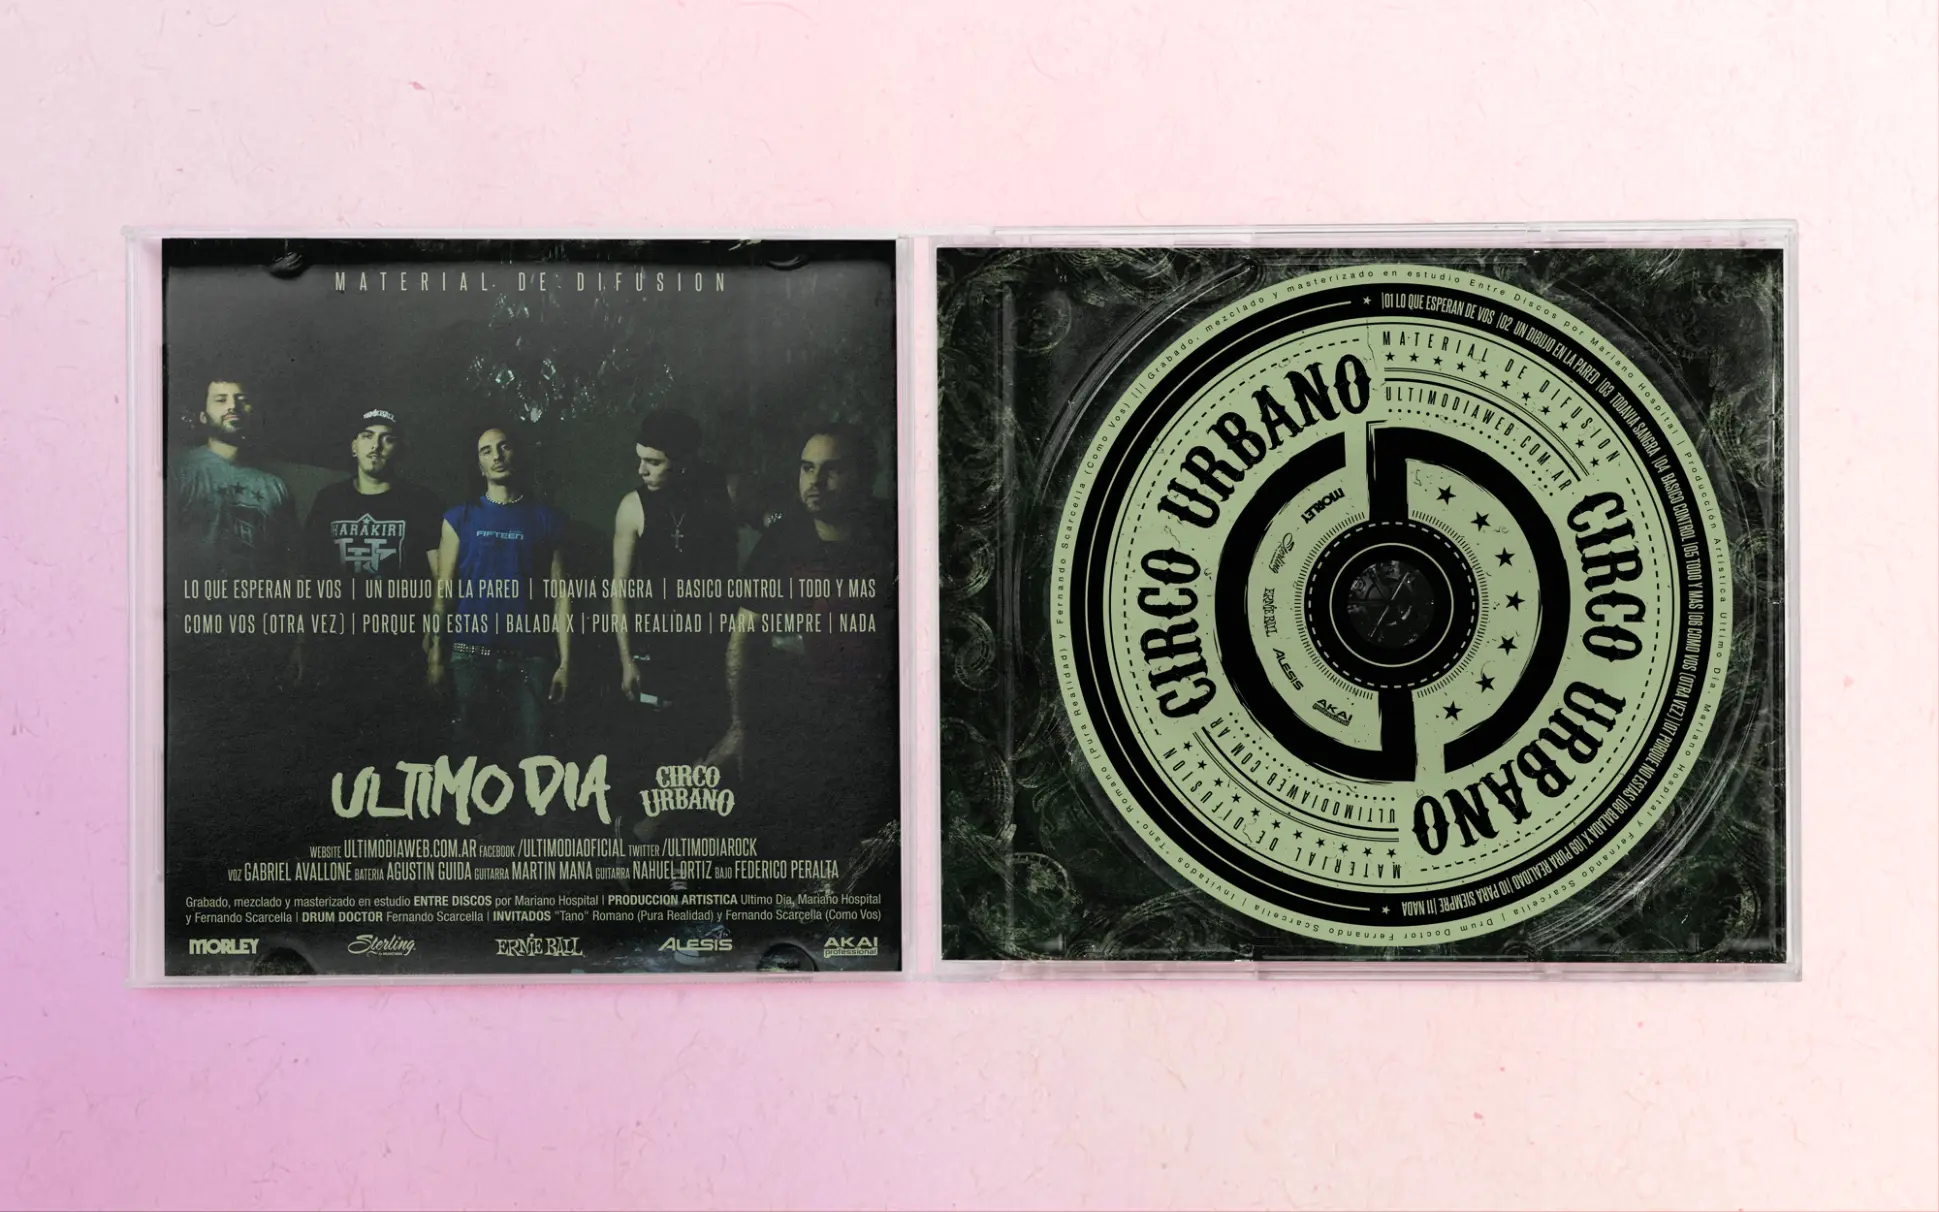 MATERIAL DE DIFUSION
HARAKIRI
FIFTEEN
LO QUE ESPERAN DE VOS | UN DIBUJO EN LA PARED | TODAVIA SANGRA | BASICO CONTROL | TODO Y MAS
COMO VOS (OTRA VEZ) | PORQUE NO ESTAS | BALADA X | PURA REALIDAD | PARA SIEMPRE | NADA
ULTIMO DIA
CIRCO
URBANO
WEBSITE ULTIMODIAWEB.COM.AR FACEBOOK /ULTIMODIAOFICIAL TWITTER /ULTIMODIAROCK
VOZ GABRIEL AVALLONE BATERIA AGUSTIN GUIDA GUITARRA MARTIN MANA GUITARRA NAHUEL ORTIZ BAJO FEDERICO PERALTA
Grabado, mezclado y masterizado en estudio ENTRE DISCOS por Mariano Hospital | PRODUCCION ARTISTICA Ultimo Dia, Mariano Hospital
y Fernando Scarcella | DRUM DOCTOR Fernando Scarcella | INVITADOS "Tano" Romano (Pura Realidad) y Fernando Scarcella (Como Vos)
MORLEY
Sterling
ERNIE BALL
ALESIS
AKAI
professional
||| Grabado, mezclado y masterizado en estudio Entre Discos por Mariano Hospital | Producción Artística Ultimo Dia, Mariano Hospital y Fernando Scarcella | Drum Doctor Fernando Scarcella | Invitados "Tano" Romano (Pura Realidad) y Fernando Scarcella (Como Vos)
|01 LO QUE ESPERAN DE VOS |02 UN DIBUJO EN LA PARED |03 TODAVIA SANGRA |04 BASICO CONTROL |05 TODO Y MAS |06 COMO VOS (OTRA VEZ) |07 PORQUE NO ESTAS |08 BALADA X |09 PURA REALIDAD |10 PARA SIEMPRE |11 NADA
MATERIAL DE DIFUSION
ULTIMODIAWEB.COM.AR
CIRCO URBANO
CIRCO URBANO
MATERIAL DE DIFUSION
ULTIMODIAWEB.COM.AR
MORLEY
Sterling
ERNIE BALL
ALESIS
AKAI
professional